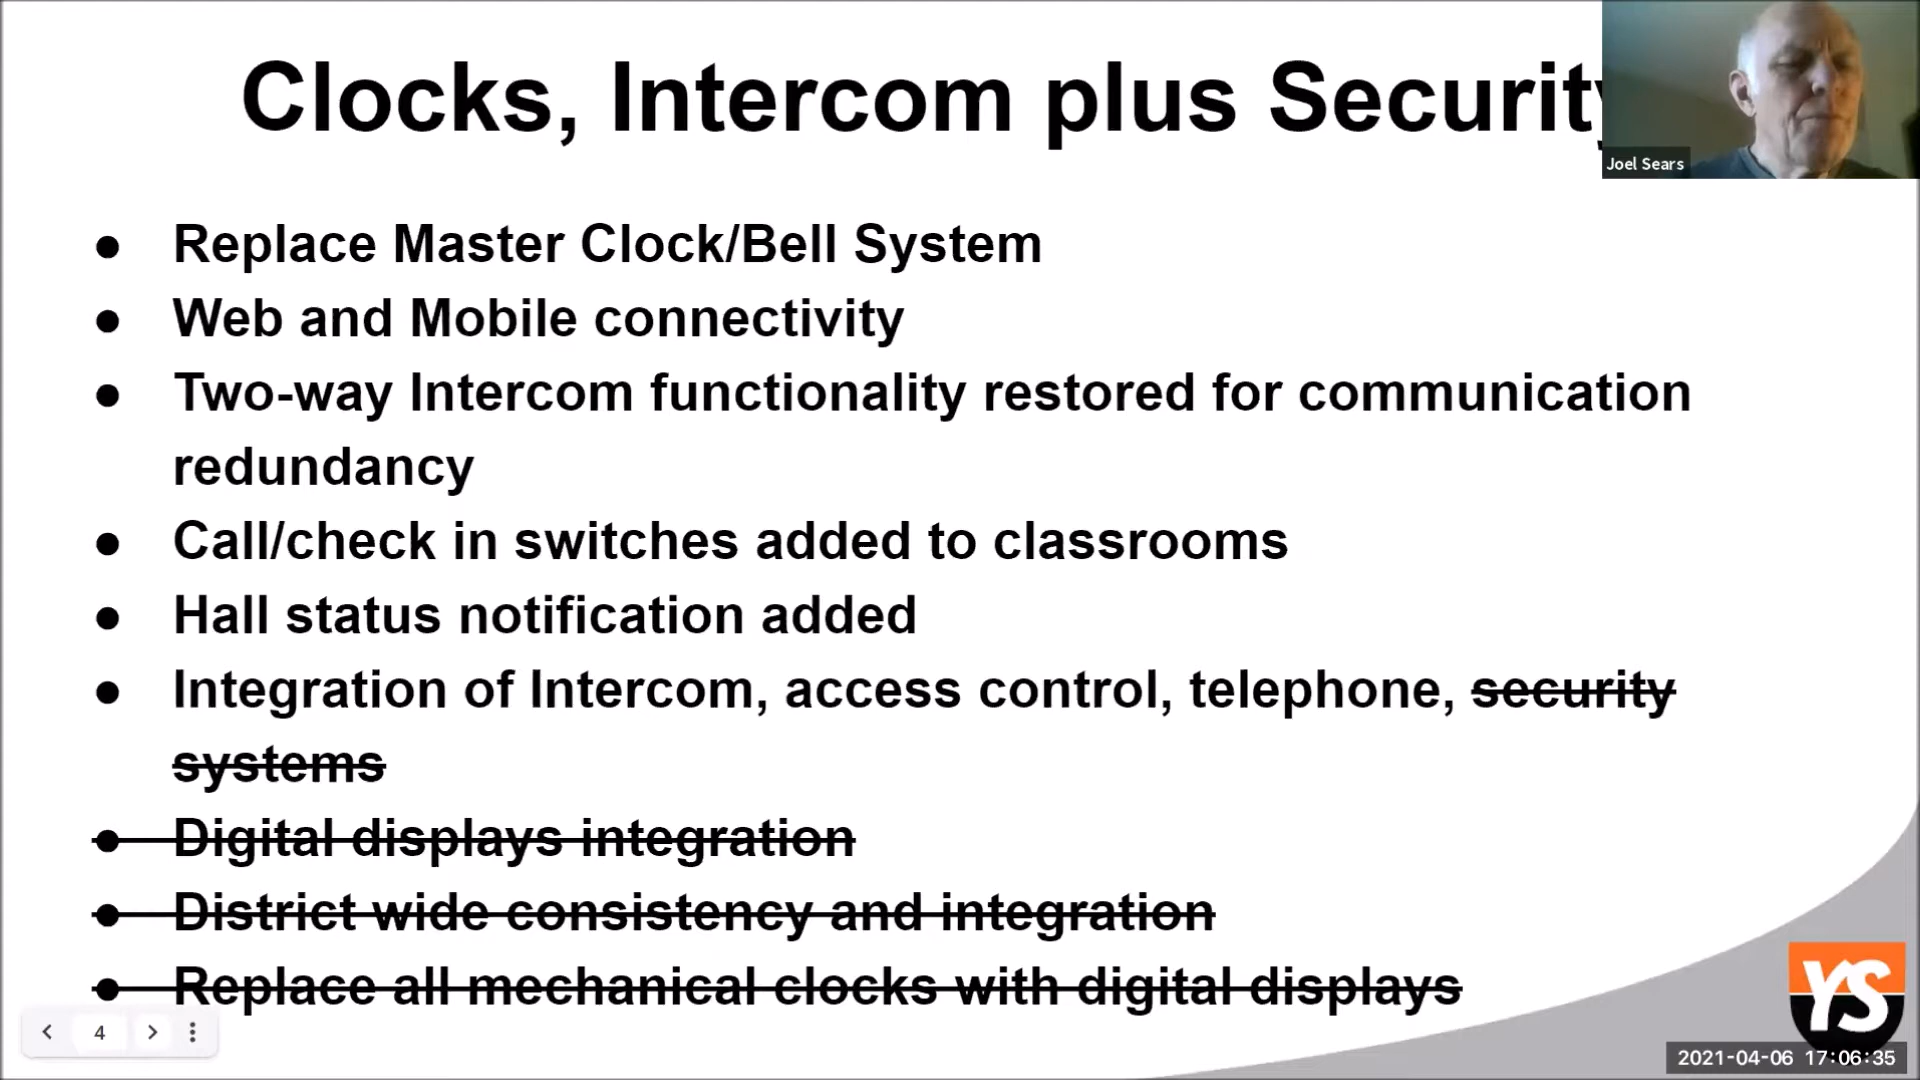 Clocks, Intercom plus Security
Joel Sears
● Replace Master Clock/Bell System
● Web and Mobile connectivity
● Two-way Intercom functionality restored for communication
redundancy
● Call/check in switches added to classrooms
● Hall status notification added
● Integration of Intercom, access control, telephone, security
systems
● Digital displays integration
● District wide consistency and integration
● Replace all mechanical clocks with digital displays
4
YS
2021-04-06 17:06:35